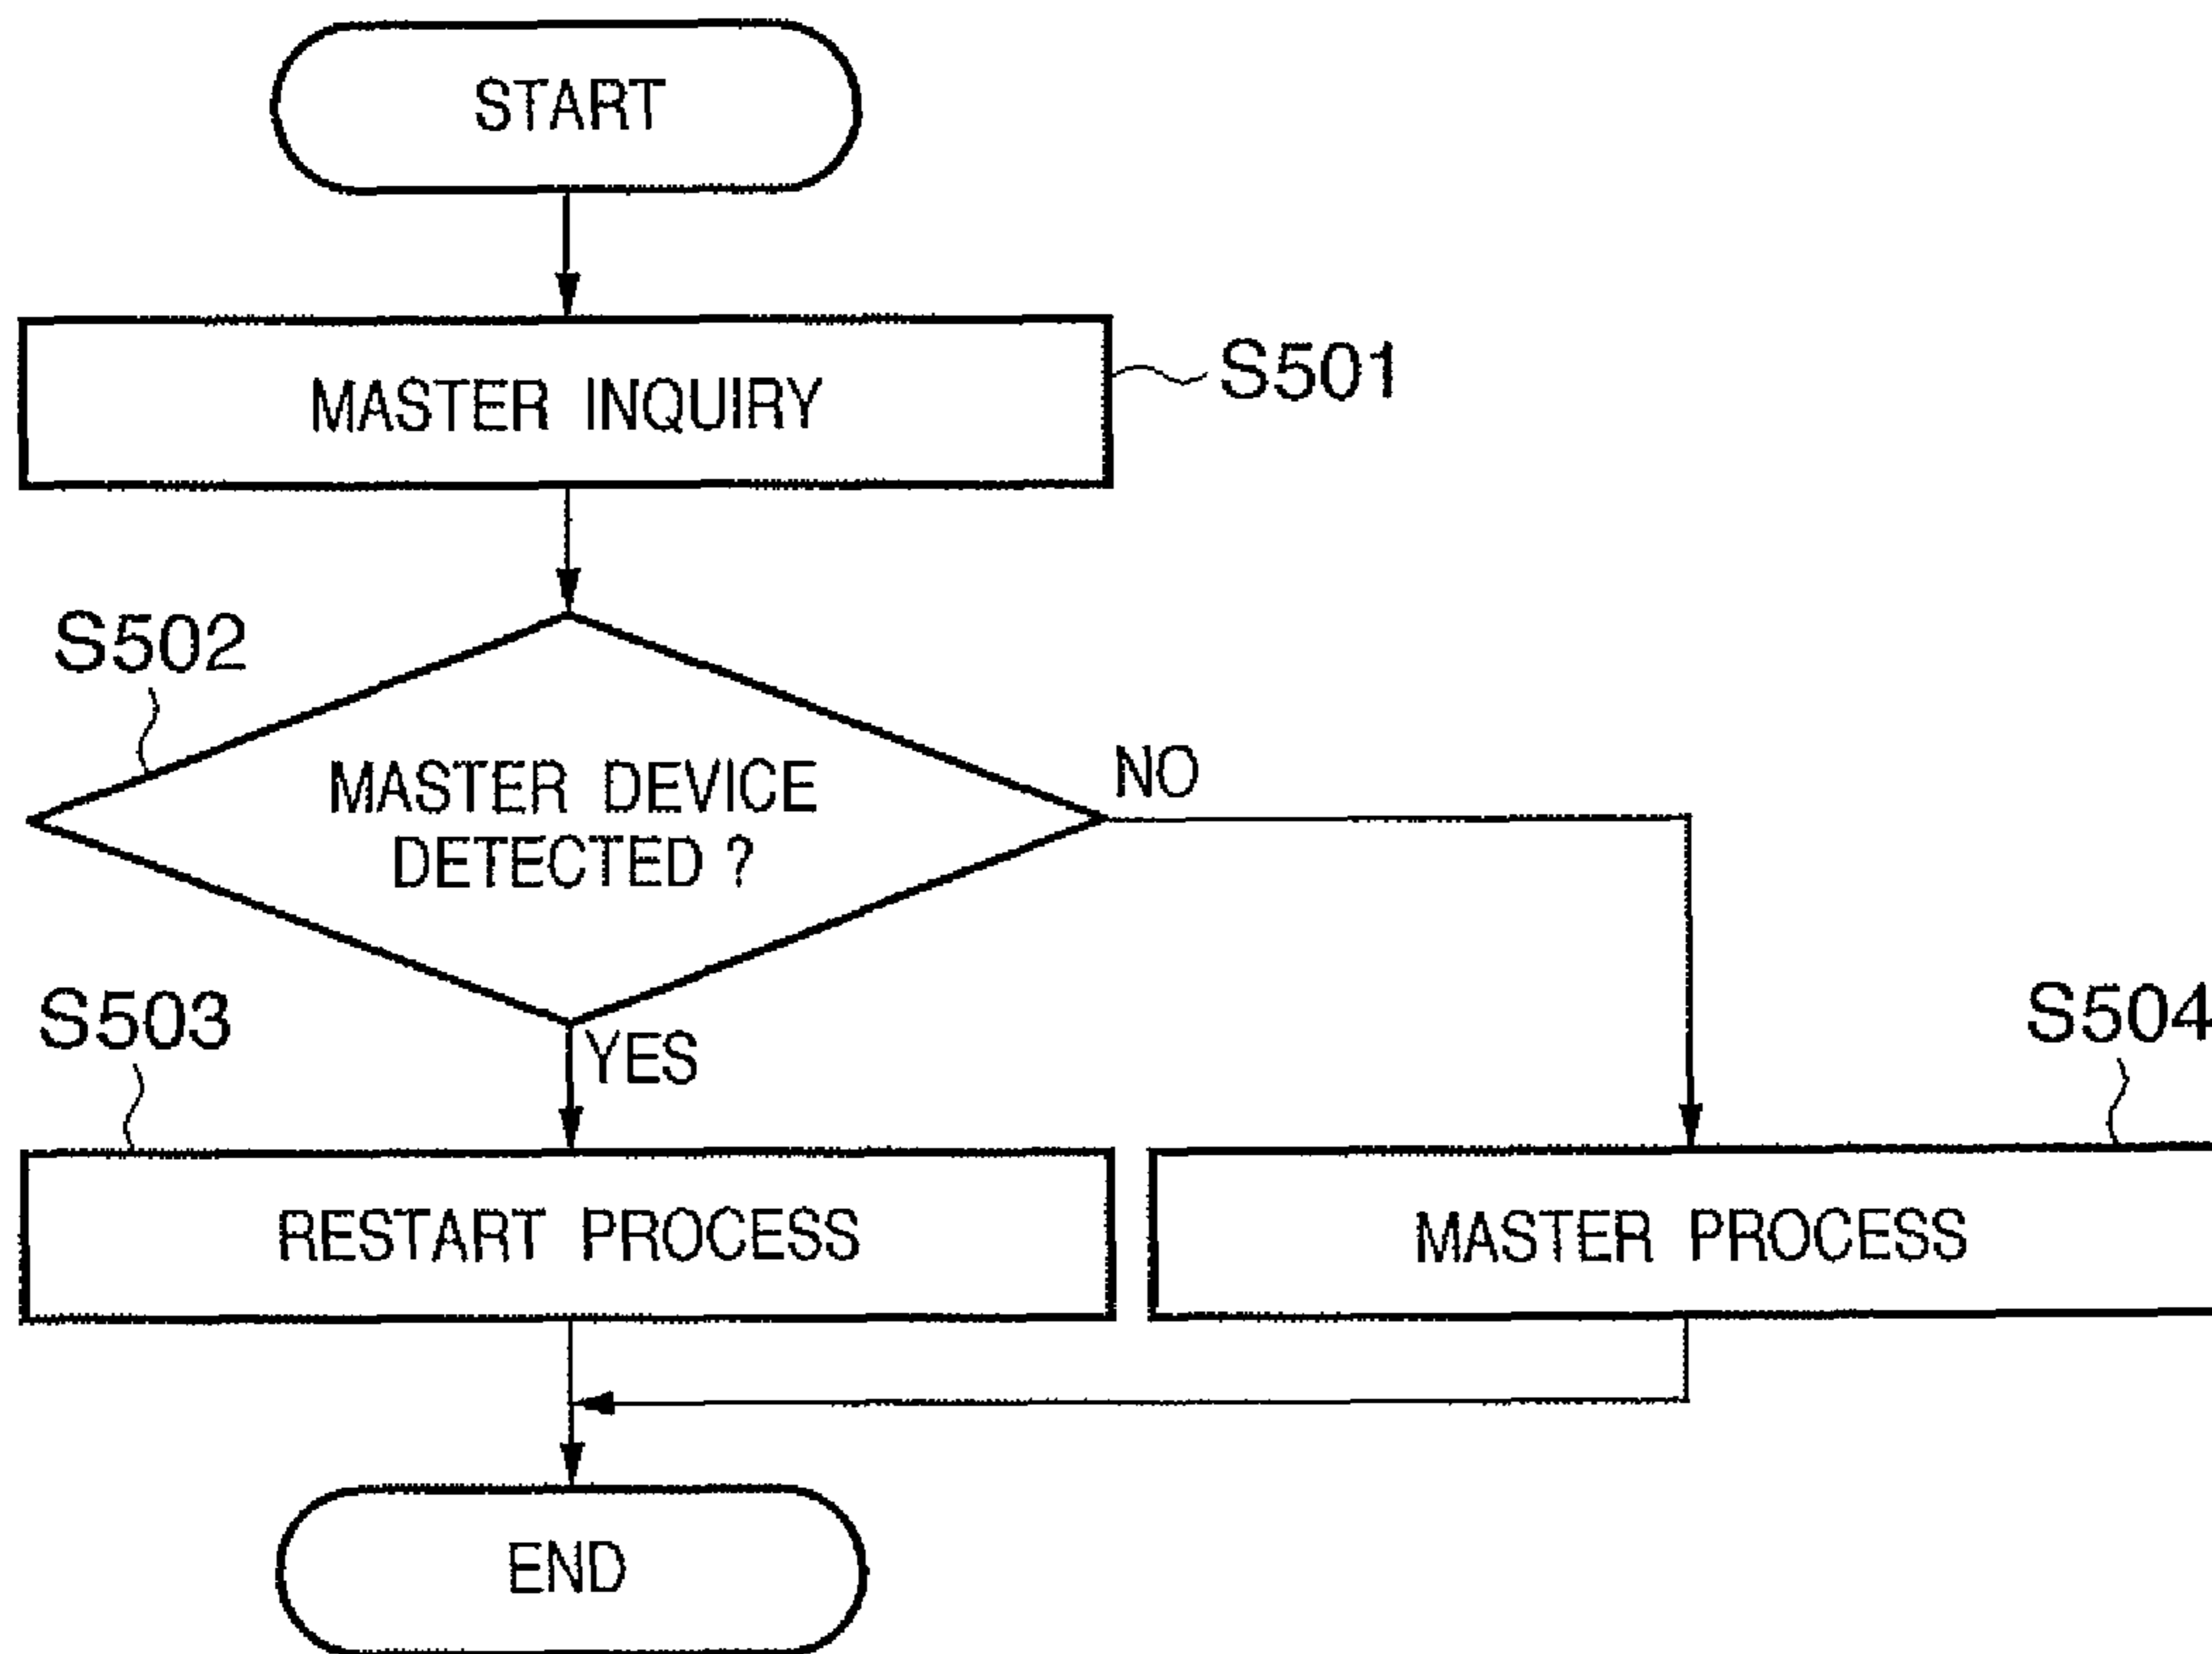 START
MASTER INQUIRY
S501
S502
MASTER DEVICE
DETECTED ?
NO
YES
S503
RESTART PROCESS
S504
MASTER PROCESS
END